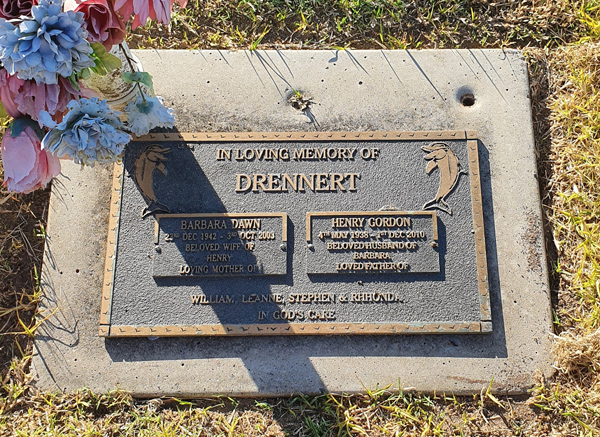 IN LOVING MEMORY OF
DRENNERT
BARBARA DAWN
23RD DEC 1942 - 3RD OCT 2003
BELOVED WIFE OF
HENRY
LOVING MOTHER OF
HENRY GORDON
4TH MAY 1938 - 1ST DEC 2010
BELOVED HUSBAND OF
BARBARA
LOVED FATHER OF
WILLIAM, LEANNE, STEPHEN & RHHONDA
IN GOD'S CARE